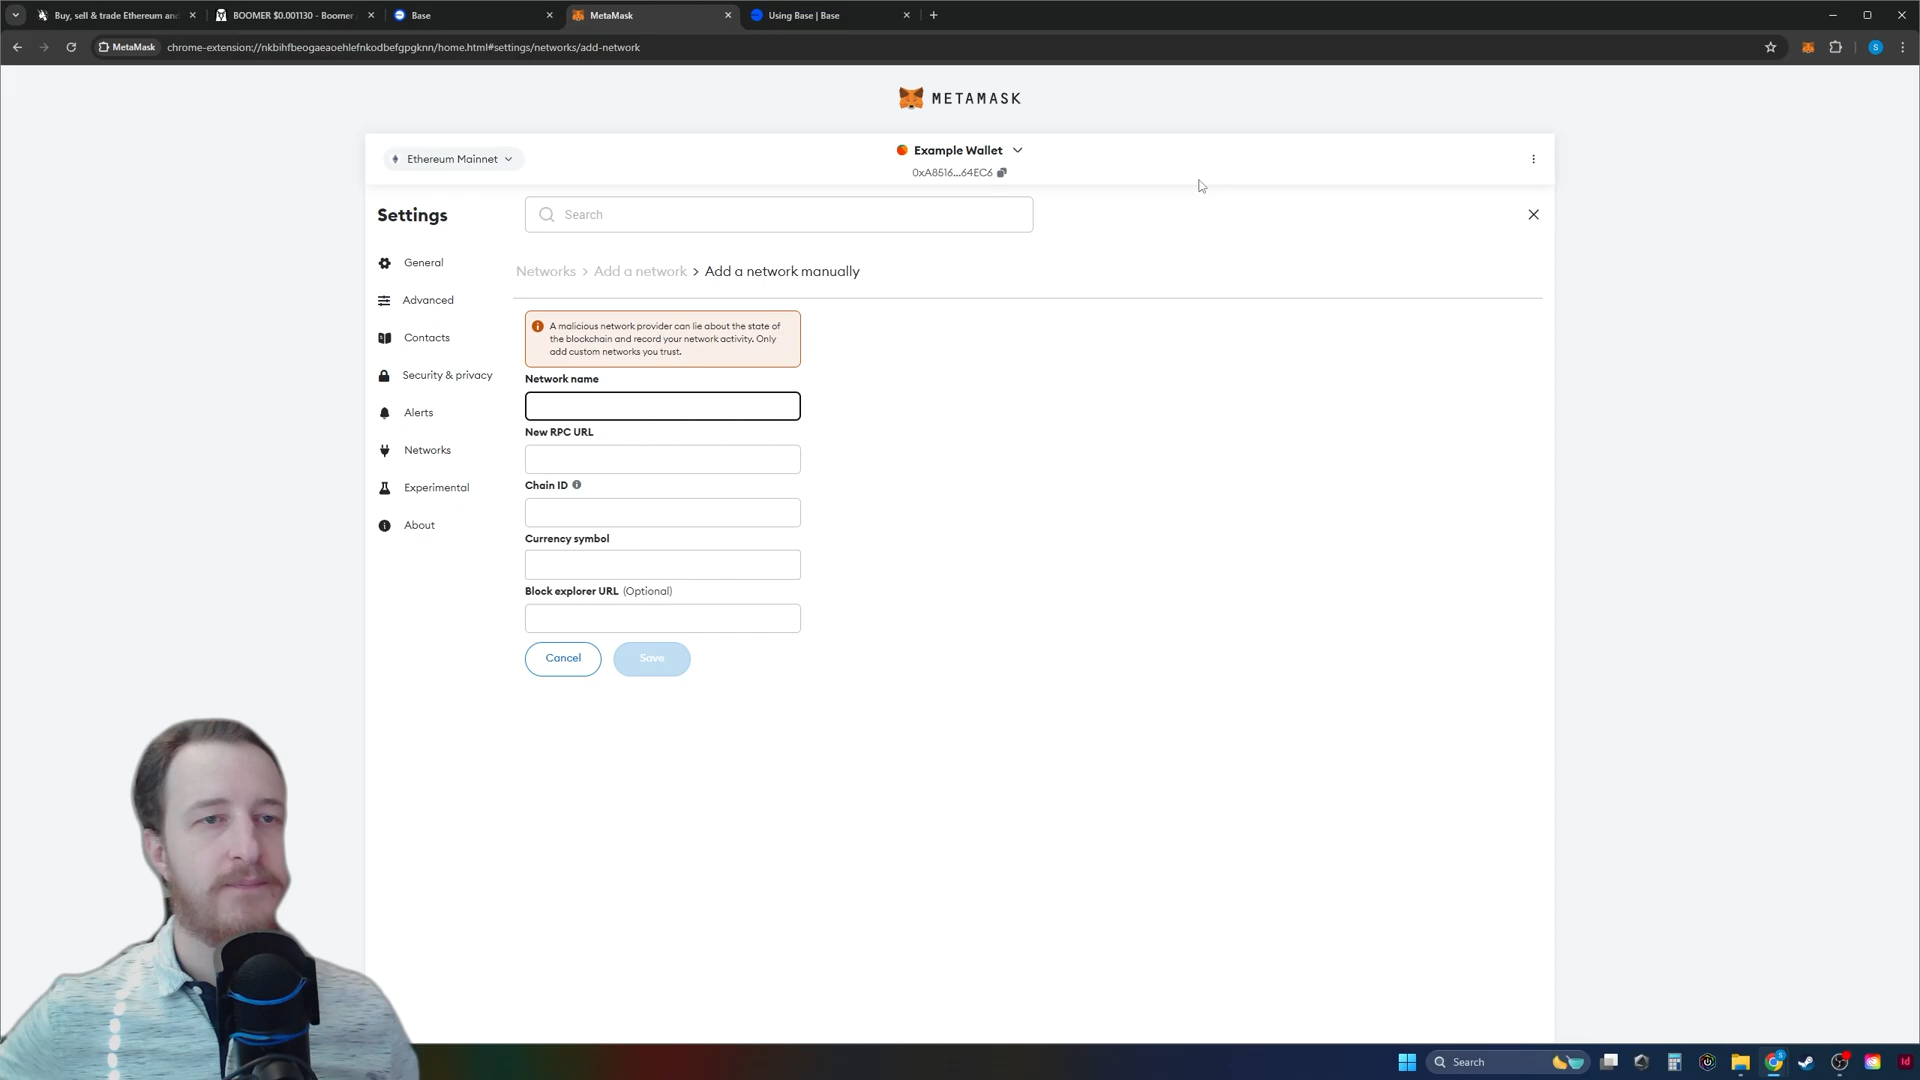 Buy, sell & trade Ethereum and
BOOMER $0.001130 - Boomer
Base
MetaMask
Using Base | Base
MetaMask
chrome-extension://nkbihfbeogaeaoehlefnkodbefgpgknn/home.html#settings/networks/add-network
S
METAMASK
Ethereum Mainnet
Example Wallet
0xA8516...64EC6
Settings
Search
General
Advanced
Contacts
Security & privacy
Alerts
Networks
Experimental
About
Networks > Add a network > Add a network manually
A malicious network provider can lie about the state of
the blockchain and record your network activity. Only
add custom networks you trust.
Network name
New RPC URL
Chain ID
Currency symbol
Block explorer URL (Optional)
Cancel
Save
Search
S
Id